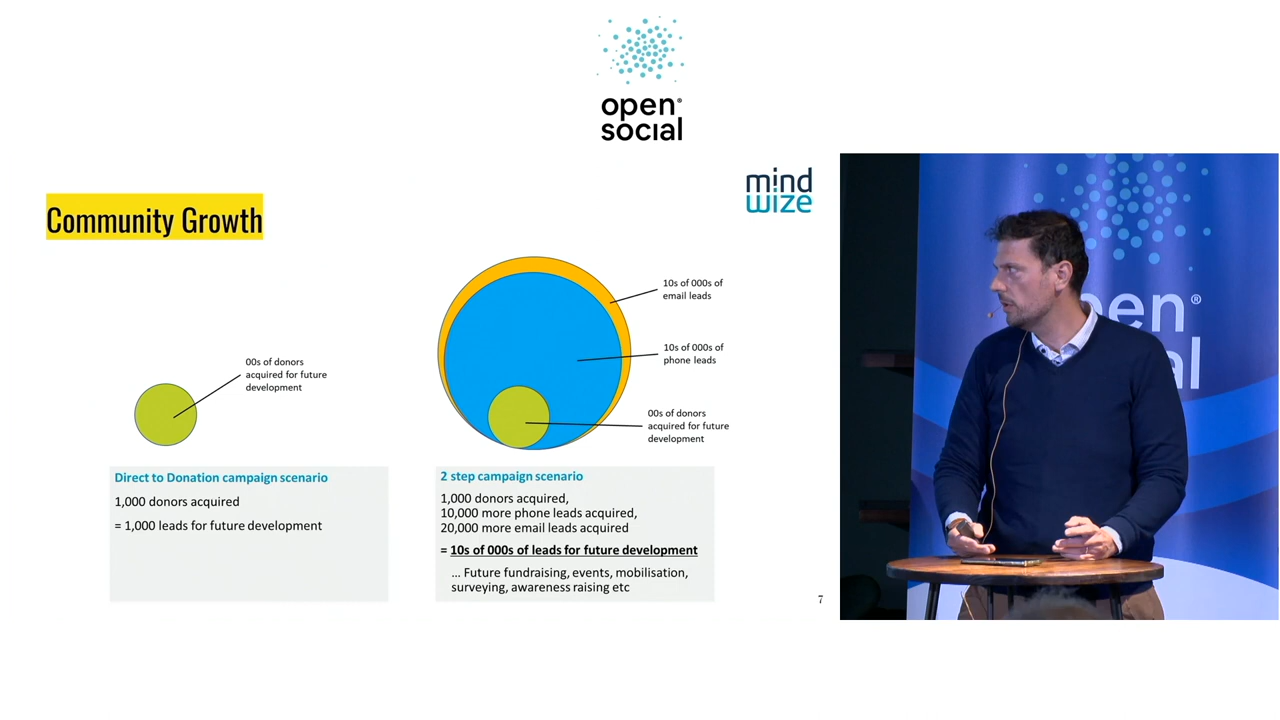 open®
social
mind
wize
Community Growth
00s of donors
acquired for future
development
10s of 000s of
email leads
10s of 000s of
phone leads
00s of donors
acquired for future
development
Direct to Donation campaign scenario
1,000 donors acquired
= 1,000 leads for future development
2 step campaign scenario
1,000 donors acquired,
10,000 more phone leads acquired,
20,000 more email leads acquired
= 10s of 000s of leads for future development
... Future fundraising, events, mobilisation,
surveying, awareness raising etc
7
pen®
al